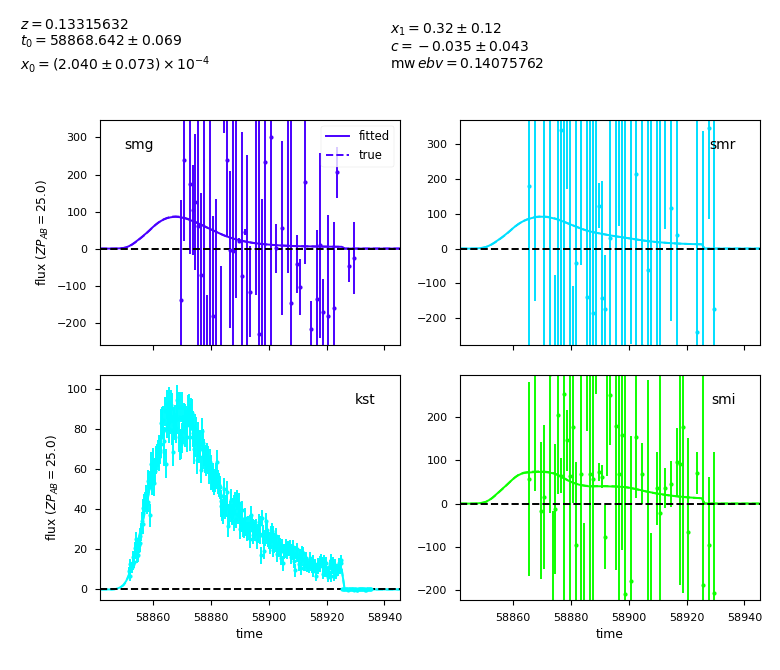 z = 0.13315632
t₀ = 58868.642 ± 0.069
x₀ = (2.040 ± 0.073) × 10⁻⁴
x₁ = 0.32 ± 0.12
c = −0.035 ± 0.043
mw ebv = 0.14075762
smg
fitted
true
300
200
100
0
−100
−200
flux (ZP_AB = 25.0)
smr
300
200
100
0
−100
−200
kst
100
80
60
40
20
0
flux (ZP_AB = 25.0)
58860 58880 58900 58920 58940
time
smi
200
100
0
−100
−200
58860 58880 58900 58920 58940
time